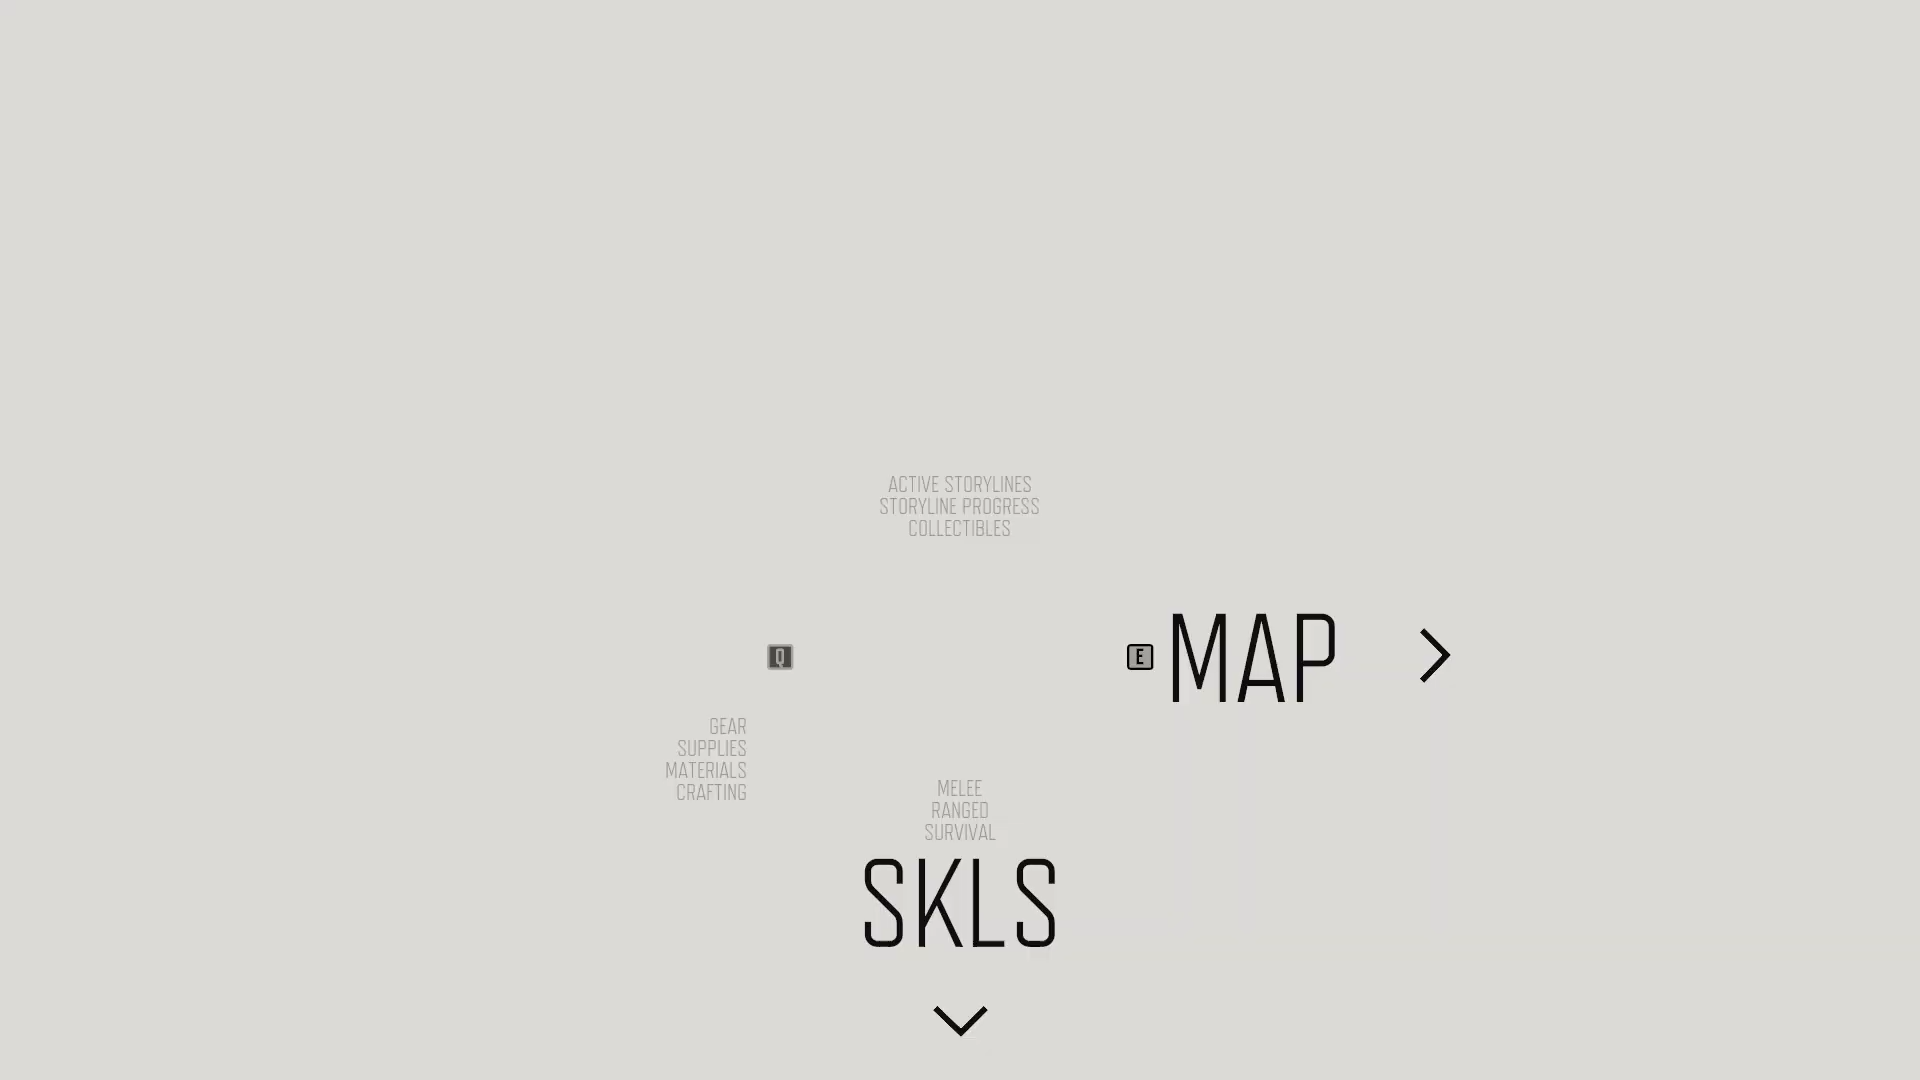 ACTIVE STORYLINES
STORYLINE PROGRESS
COLLECTIBLES
Q
E MAP
GEAR
SUPPLIES
MATERIALS
CRAFTING
MELEE
RANGED
SURVIVAL
SKLS